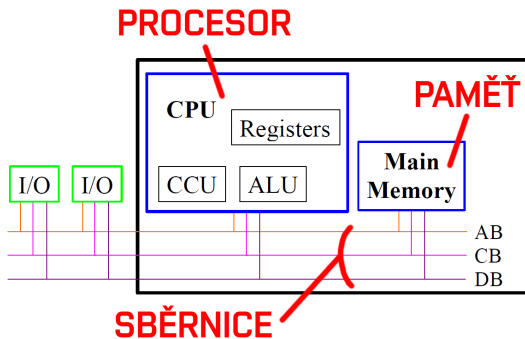 PROCESOR
PAMĚŤ
CPU
Registers
CCU
ALU
Main
Memory
I/O
I/O
AB
CB
DB
SBĚRNICE